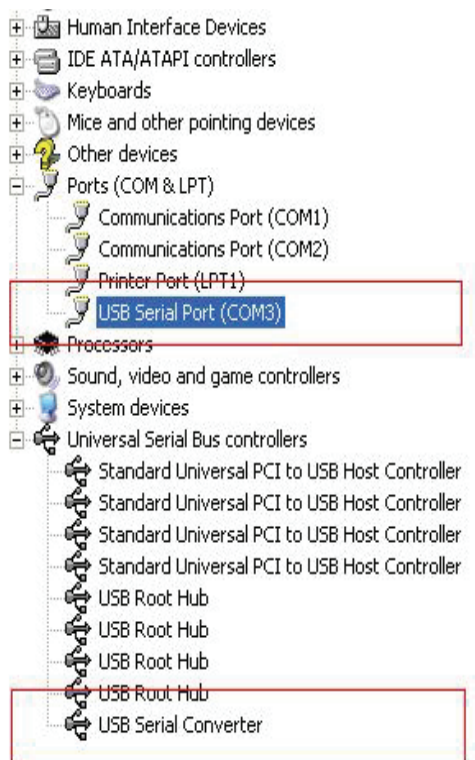 Human Interface Devices
IDE ATA/ATAPI controllers
Keyboards
Mice and other pointing devices
Other devices
Ports (COM & LPT)
Communications Port (COM1)
Communications Port (COM2)
Printer Port (LPT1)
USB Serial Port (COM3)
Processors
Sound, video and game controllers
System devices
Universal Serial Bus controllers
Standard Universal PCI to USB Host Controller
Standard Universal PCI to USB Host Controller
Standard Universal PCI to USB Host Controller
Standard Universal PCI to USB Host Controller
USB Root Hub
USB Root Hub
USB Root Hub
USB Root Hub
USB Serial Converter